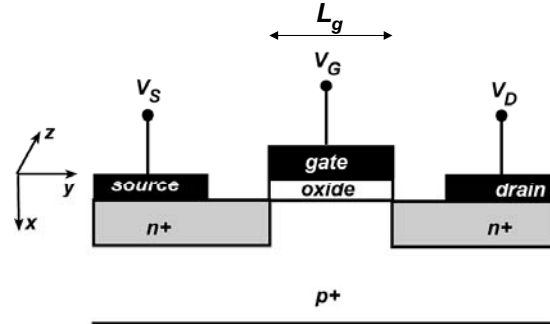 L_g
V_S
V_G
V_D
z
y
x
source
gate
oxide
drain
n+
n+
p+